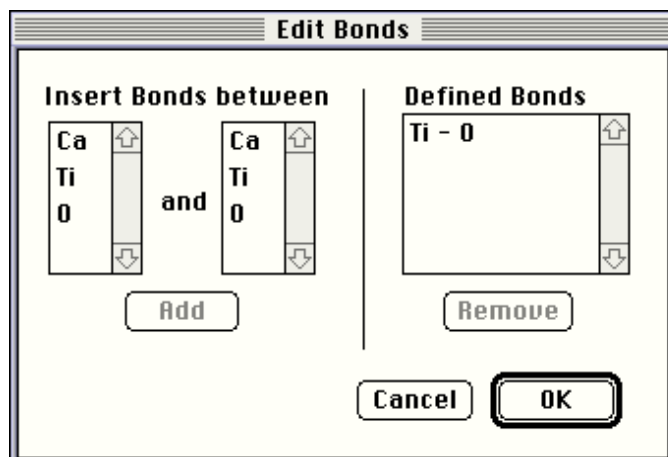 Edit Bonds
Insert Bonds between
Ca
Ti
O
and
Ca
Ti
O
Add
Defined Bonds
Ti - O
Remove
Cancel
OK